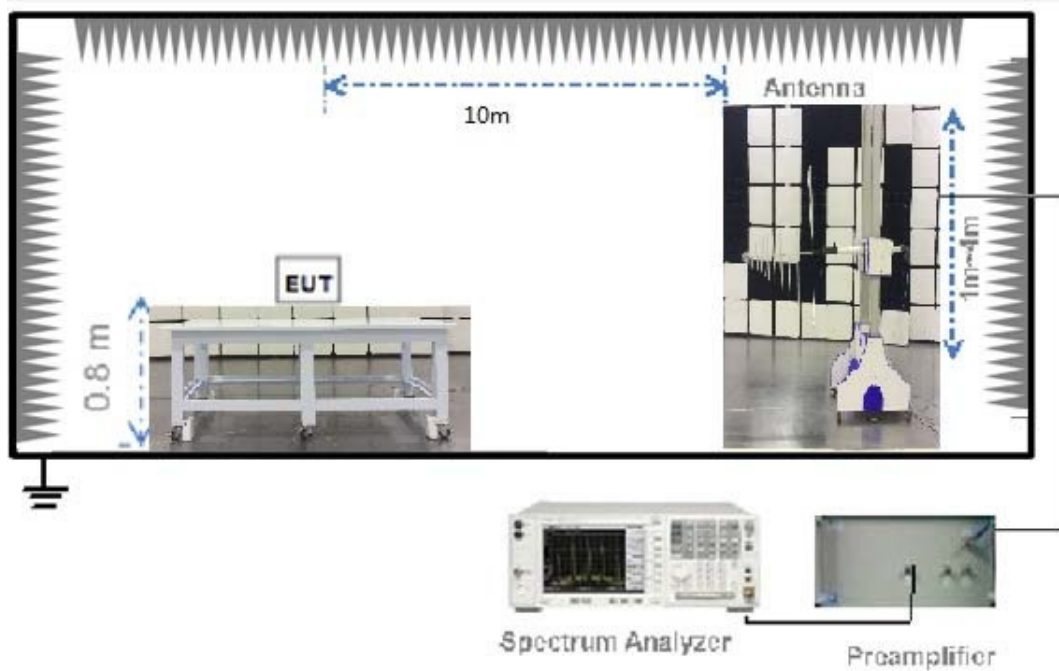 Antenna
10m
1m~4m
EUT
0.8 m
Spectrum Analyzer
Preamplifier